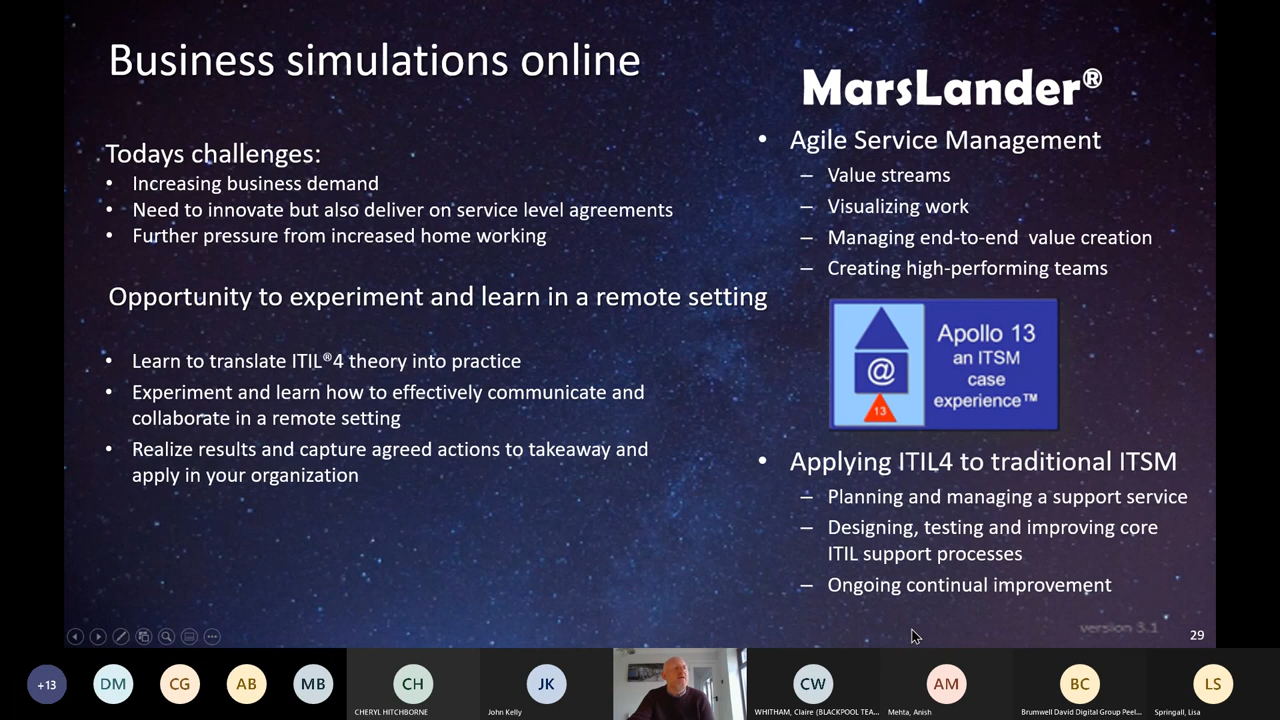 Business simulations online
Todays challenges:
• Increasing business demand
• Need to innovate but also deliver on service level agreements
• Further pressure from increased home working
Opportunity to experiment and learn in a remote setting
• Learn to translate ITIL®4 theory into practice
• Experiment and learn how to effectively communicate and
collaborate in a remote setting
• Realize results and capture agreed actions to takeaway and
apply in your organization
MarsLander®
• Agile Service Management
– Value streams
– Visualizing work
– Managing end-to-end value creation
– Creating high-performing teams
@
13
Apollo 13
an ITSM
case
experience™
• Applying ITIL4 to traditional ITSM
– Planning and managing a support service
– Designing, testing and improving core
ITIL support processes
– Ongoing continual improvement
version 3.1
29
+13
DM
CG
AB
MB
CH
CHERYL HITCHBORNE
JK
John Kelly
CW
WHITHAM, Claire (BLACKPOOL TEA...
AM
Mehta, Anish
BC
Brumwell David Digital Group Peel...
LS
Springall, Lisa